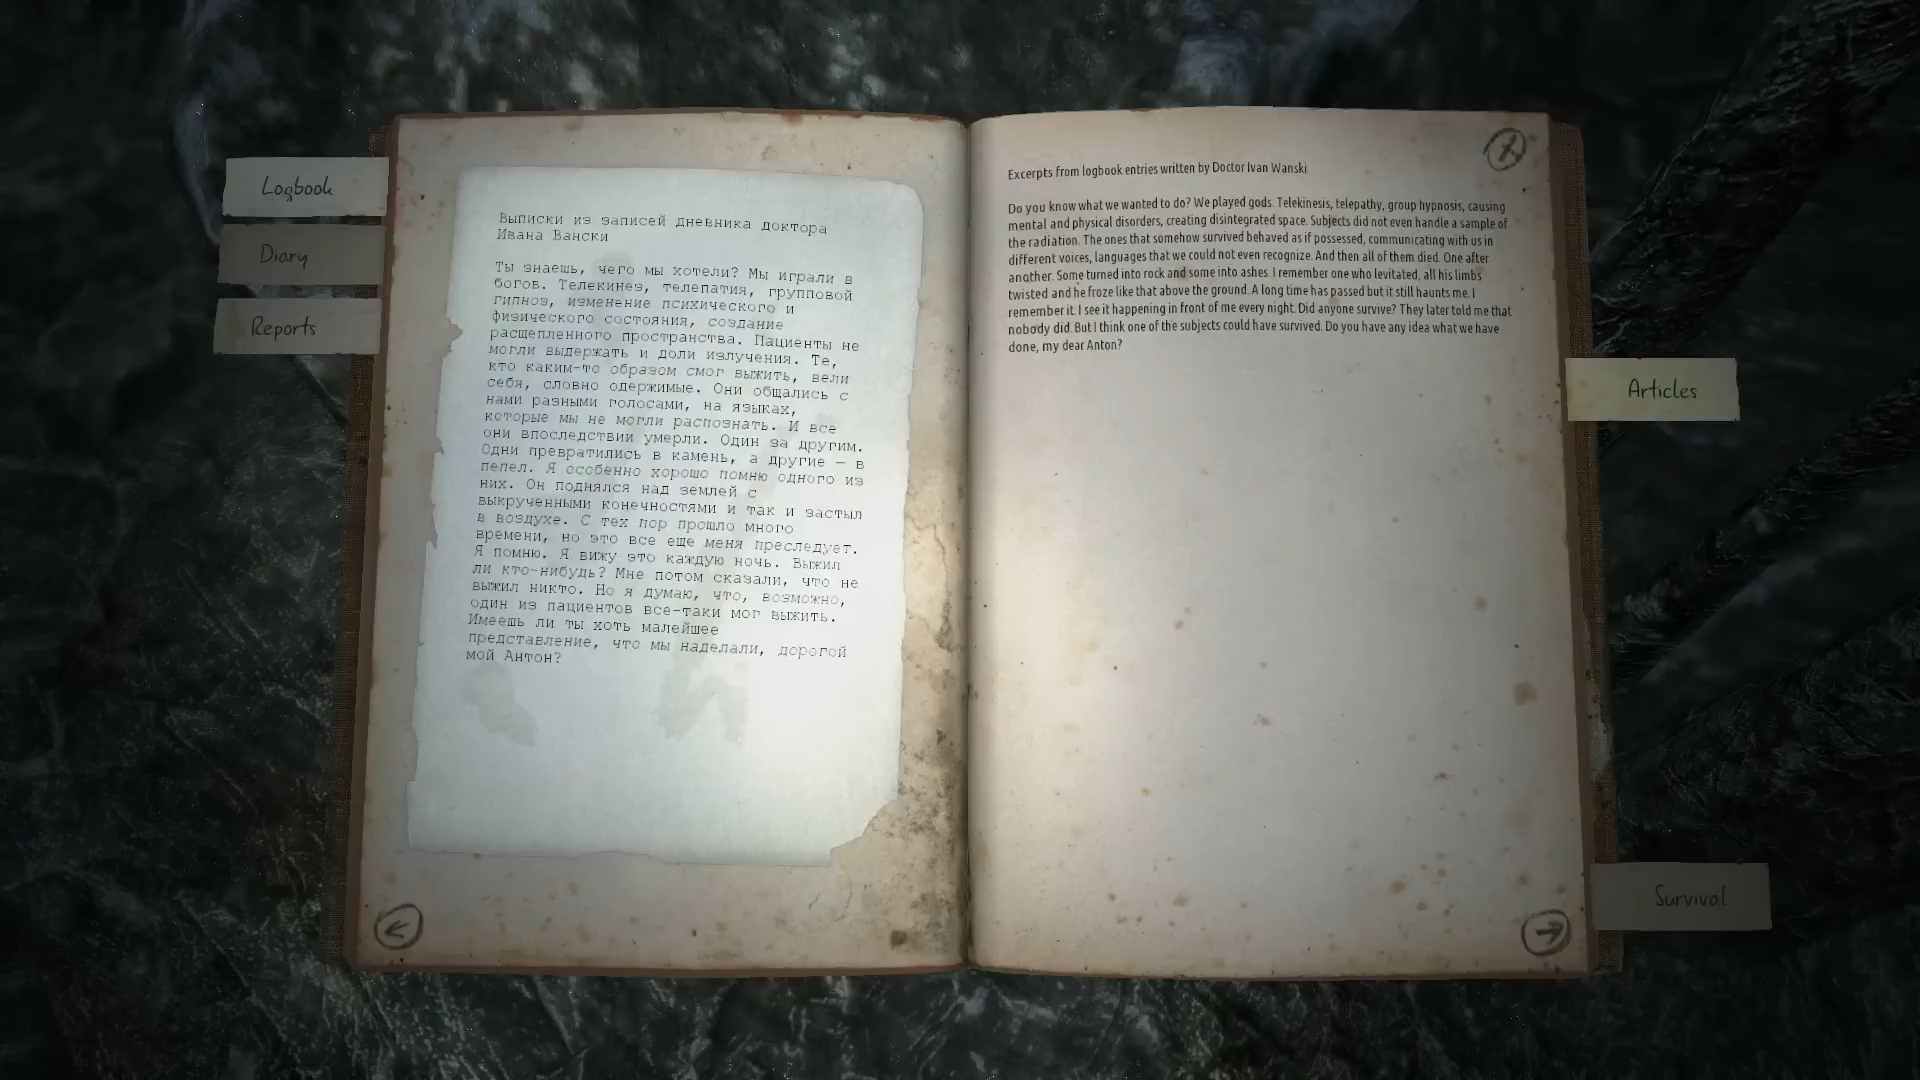 Logbook
Diary
Reports
Выписки из записей дневника доктора
Ивана Вански
Ты знаешь, чего мы хотели? Мы играли в
богов. Телекинез, телепатия, групповой
гипноз, изменение психического и
физического состояния, создание
расщепленного пространства. Пациенты не
могли выдержать и доли излучения. Те,
кто каким-то образом смог выжить, вели
себя, словно одержимые. Они общались с
нами разными голосами, на языках,
которые мы не могли распознать. И все
они впоследствии умерли. Один за другим.
Одни превратились в камень, а другие – в
пепел. Я особенно хорошо помню одного из
них. Он поднялся над землей с
выкрученными конечностями и так и застыл
в воздухе. С тех пор прошло много
времени, но это все еще меня преследует.
Я помню. Я вижу это каждую ночь. Выжил
ли кто-нибудь? Мне потом сказали, что не
выжил никто. Но я думаю, что, возможно,
один из пациентов все-таки мог выжить.
Имеешь ли ты хоть малейшее
представление, что мы наделали, дорогой
мой Антон?
Excerpts from logbook entries written by Doctor Ivan Wanski
Do you know what we wanted to do? We played gods. Telekinesis, telepathy, group hypnosis, causing
mental and physical disorders, creating disintegrated space. Subjects did not even handle a sample of
the radiation. The ones that somehow survived behaved as if possessed, communicating with us in
different voices, languages that we could not even recognize. And then all of them died. One after
another. Some turned into rock and some into ashes. I remember one who levitated, all his limbs
twisted and he froze like that above the ground. A long time has passed but it still haunts me. I
remember it. I see it happening in front of me every night. Did anyone survive? They later told me that
nobody did. But I think one of the subjects could have survived. Do you have any idea what we have
done, my dear Anton?
Articles
Survival